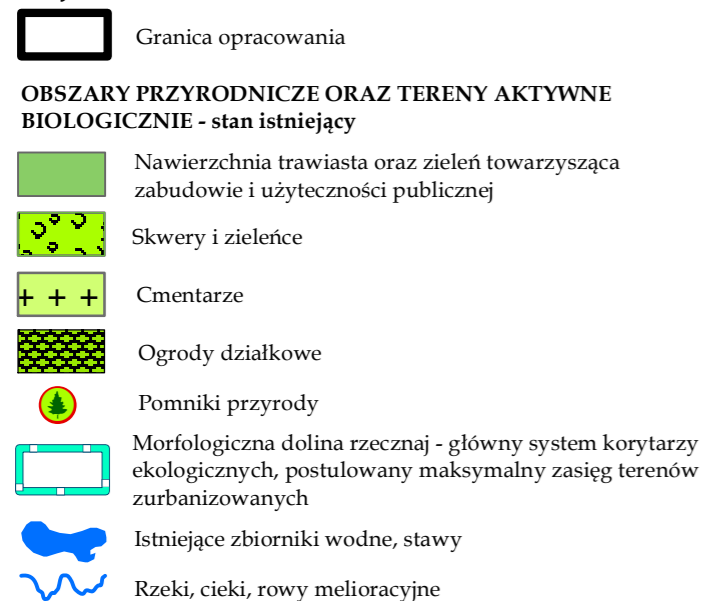 Granica opracowania
OBSZARY PRZYRODNICZE ORAZ TERENY AKTYWNE
BIOLOGICZNIE - stan istniejący
Nawierzchnia trawiasta oraz zieleń towarzysząca
zabudowie i użyteczności publicznej
Skwery i zieleńce
Cmentarze
Ogrody działkowe
Pomniki przyrody
Morfologiczna dolina rzecznaj - główny system korytarzy
ekologicznych, postulowany maksymalny zasięg terenów
zurbanizowanych
Istniejące zbiorniki wodne, stawy
Rzeki, cieki, rowy melioracyjne